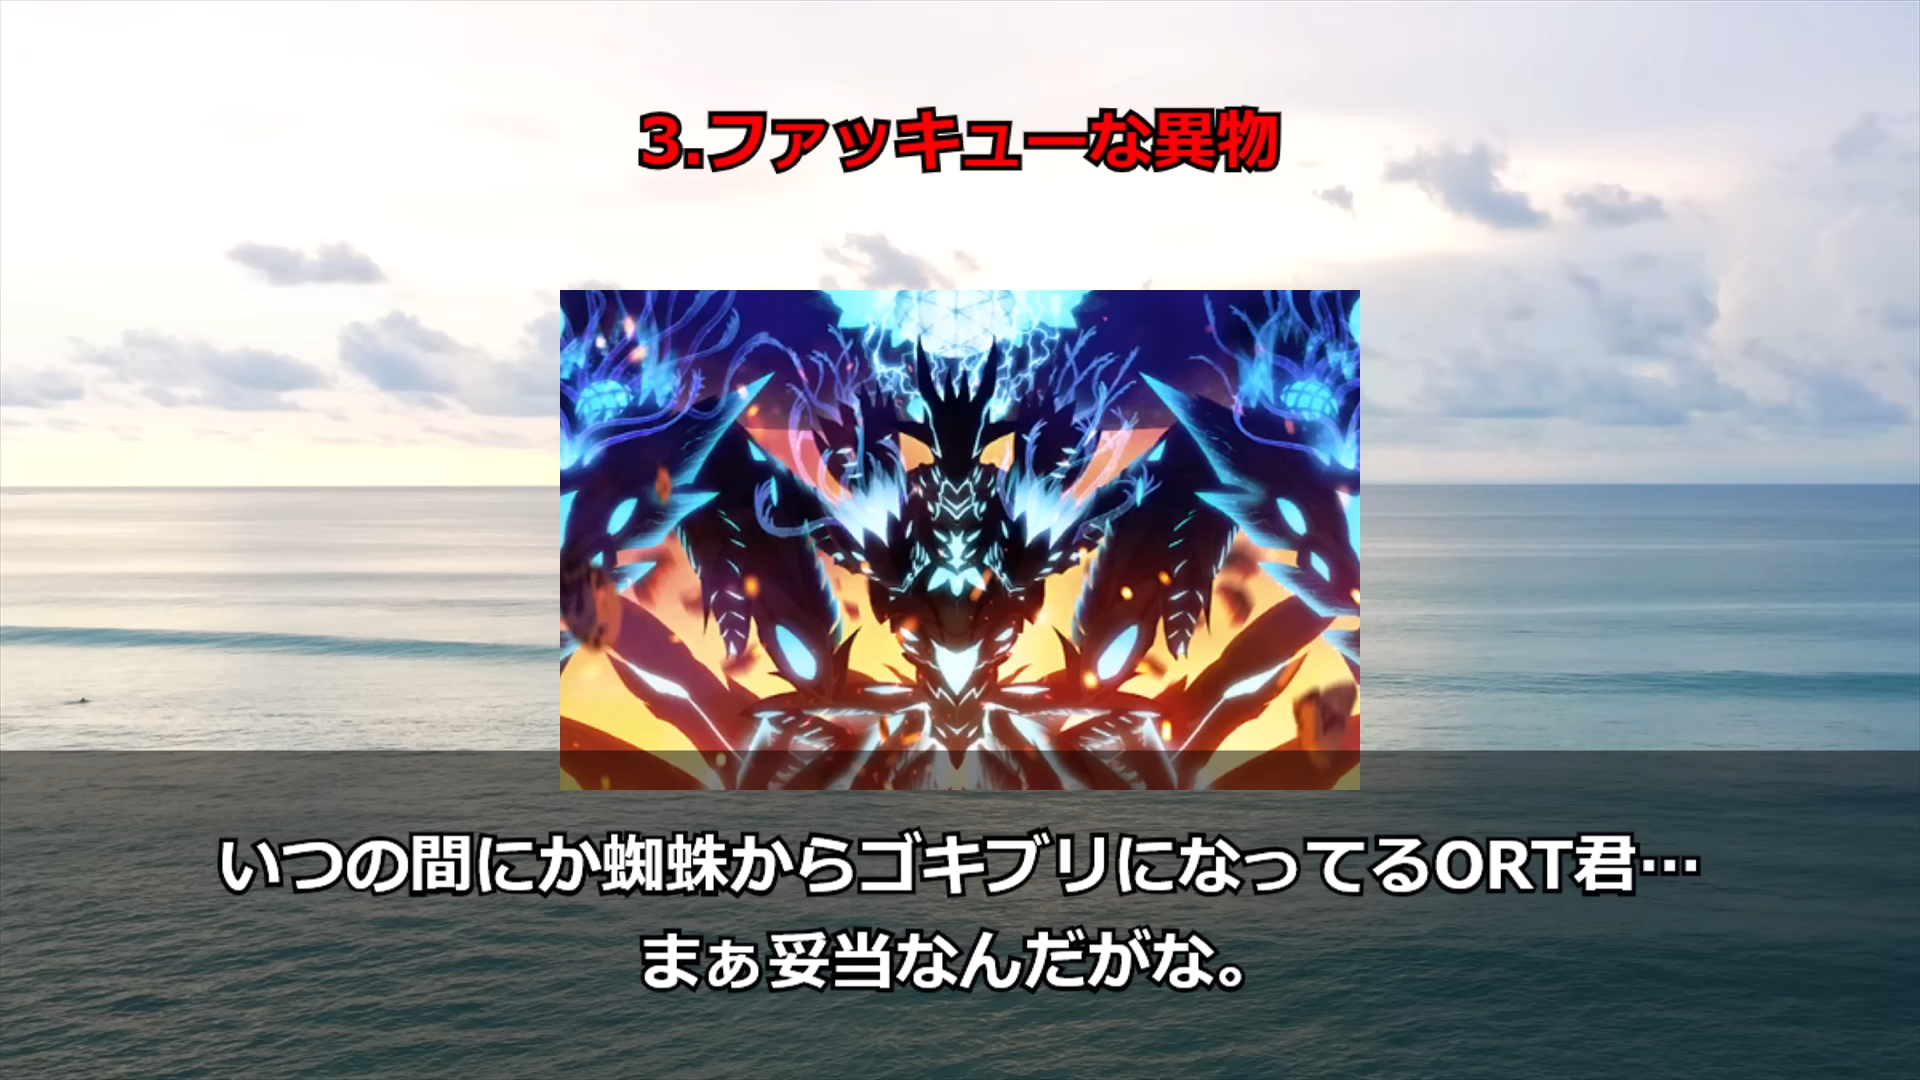 3.ファッキューな異物
いつの間にか蜘蛛からゴキブリになってるORT君…
まぁ妥当なんだがな。